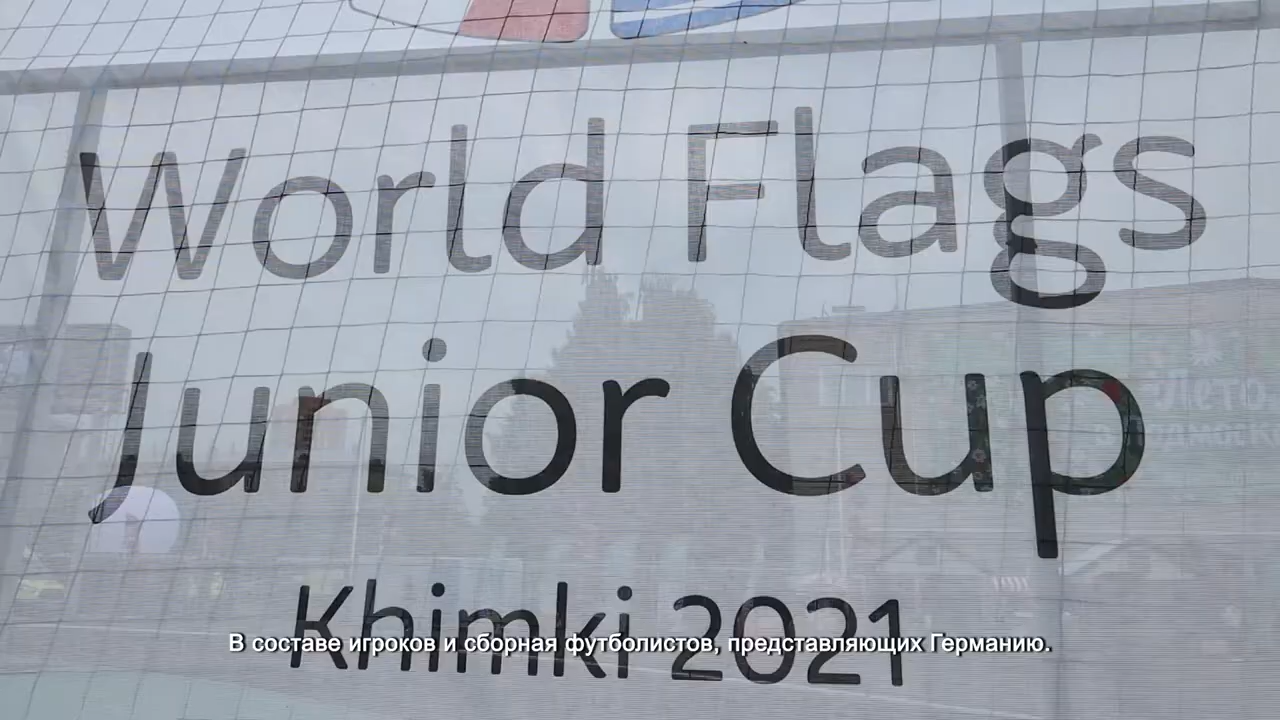 World Flags
Junior Cup
Khimki 2021
В составе игроков и сборная футболистов, представляющих Германию.